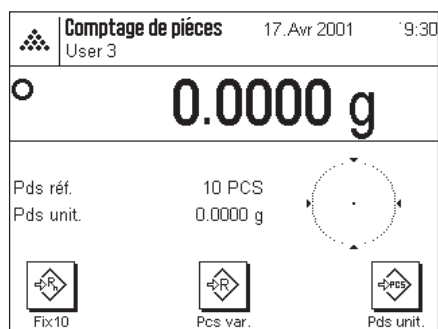 Comptage de piéces 17.Avr 2001 9:30
User 3
0.0000 g
Pds réf. 10 PCS
Pds unit. 0.0000 g
R n R PCS
Fix10 Pcs var. Pds unit.